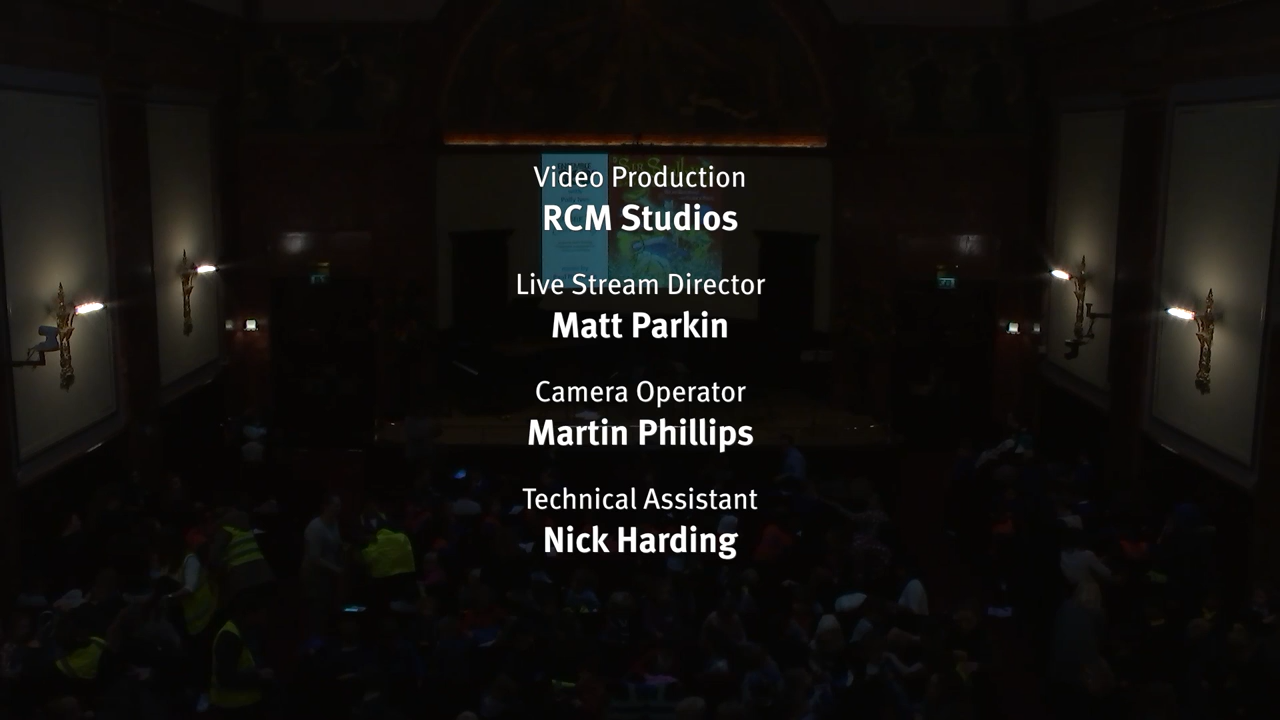 Video Production
RCM Studios
Live Stream Director
Matt Parkin
Camera Operator
Martin Phillips
Technical Assistant
Nick Harding